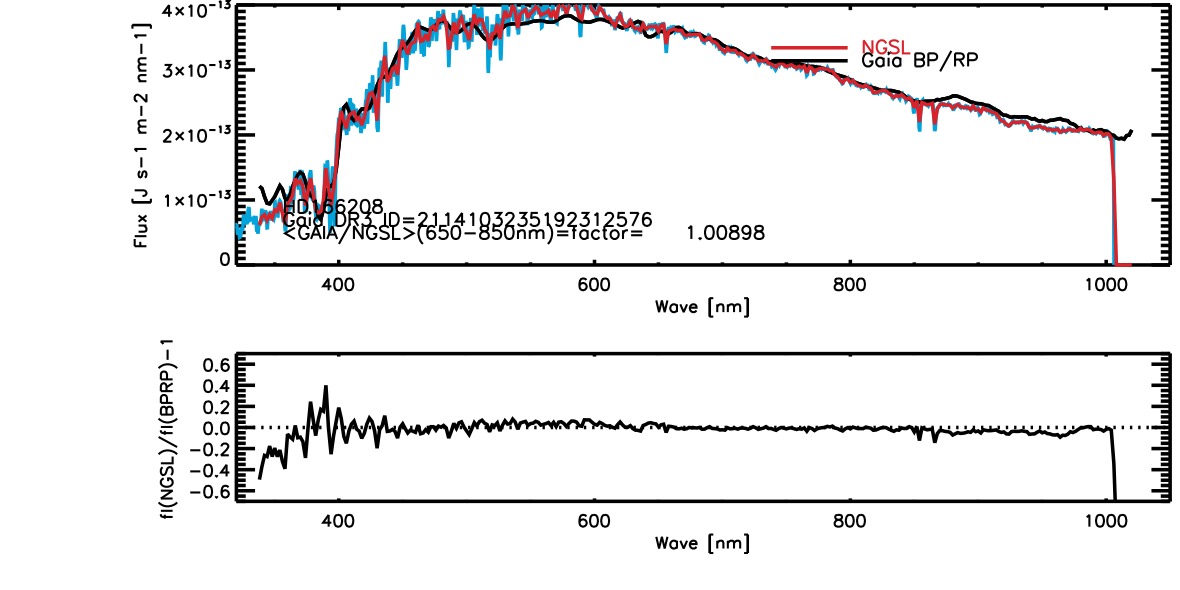 4×10−13
3×10−13
2×10−13
1×10−13
0
Flux [J s−1 m−2 nm−1]
NGSL
Gaia BP/RP
HD166208
Gaia DR3 ID=2114103235192312576
<GAIA/NGSL>(650−850nm)=factor= 1.00898
400 600 800 1000
Wave [nm]
fl(NGSL)/fl(BPRP)−1
0.6
0.4
0.2
0.0
−0.2
−0.4
−0.6
400 600 800 1000
Wave [nm]